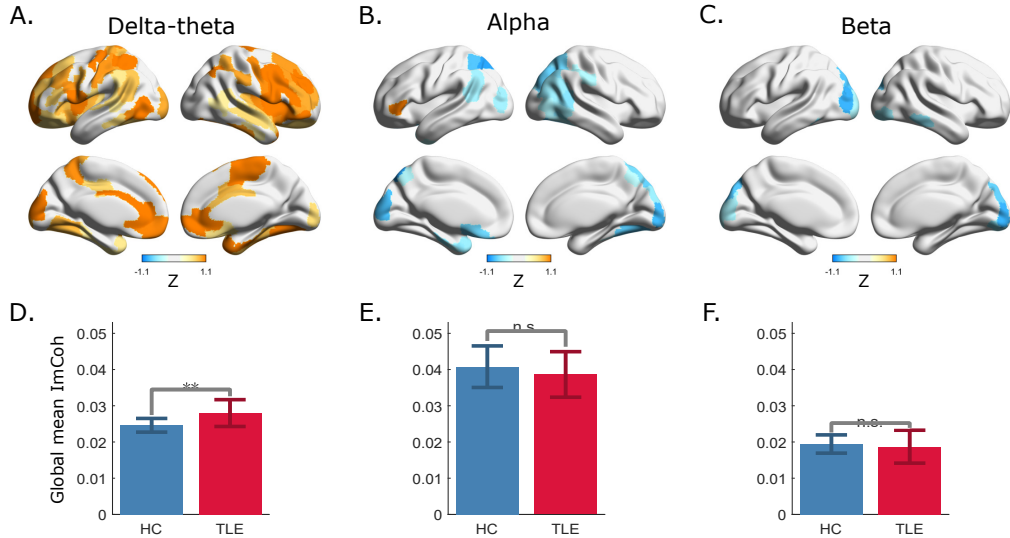 A.
Delta-theta
B.
Alpha
C.
Beta
-1.1
1.1
Z
-1.1
1.1
Z
-1.1
1.1
Z
D.
E.
F.
Global mean ImCoh
0.05
0.04
0.03
0.02
0.01
0
**
HC
TLE
0.05
0.04
0.03
0.02
0.01
0
n.s.
HC
TLE
0.05
0.04
0.03
0.02
0.01
0
n.s.
HC
TLE